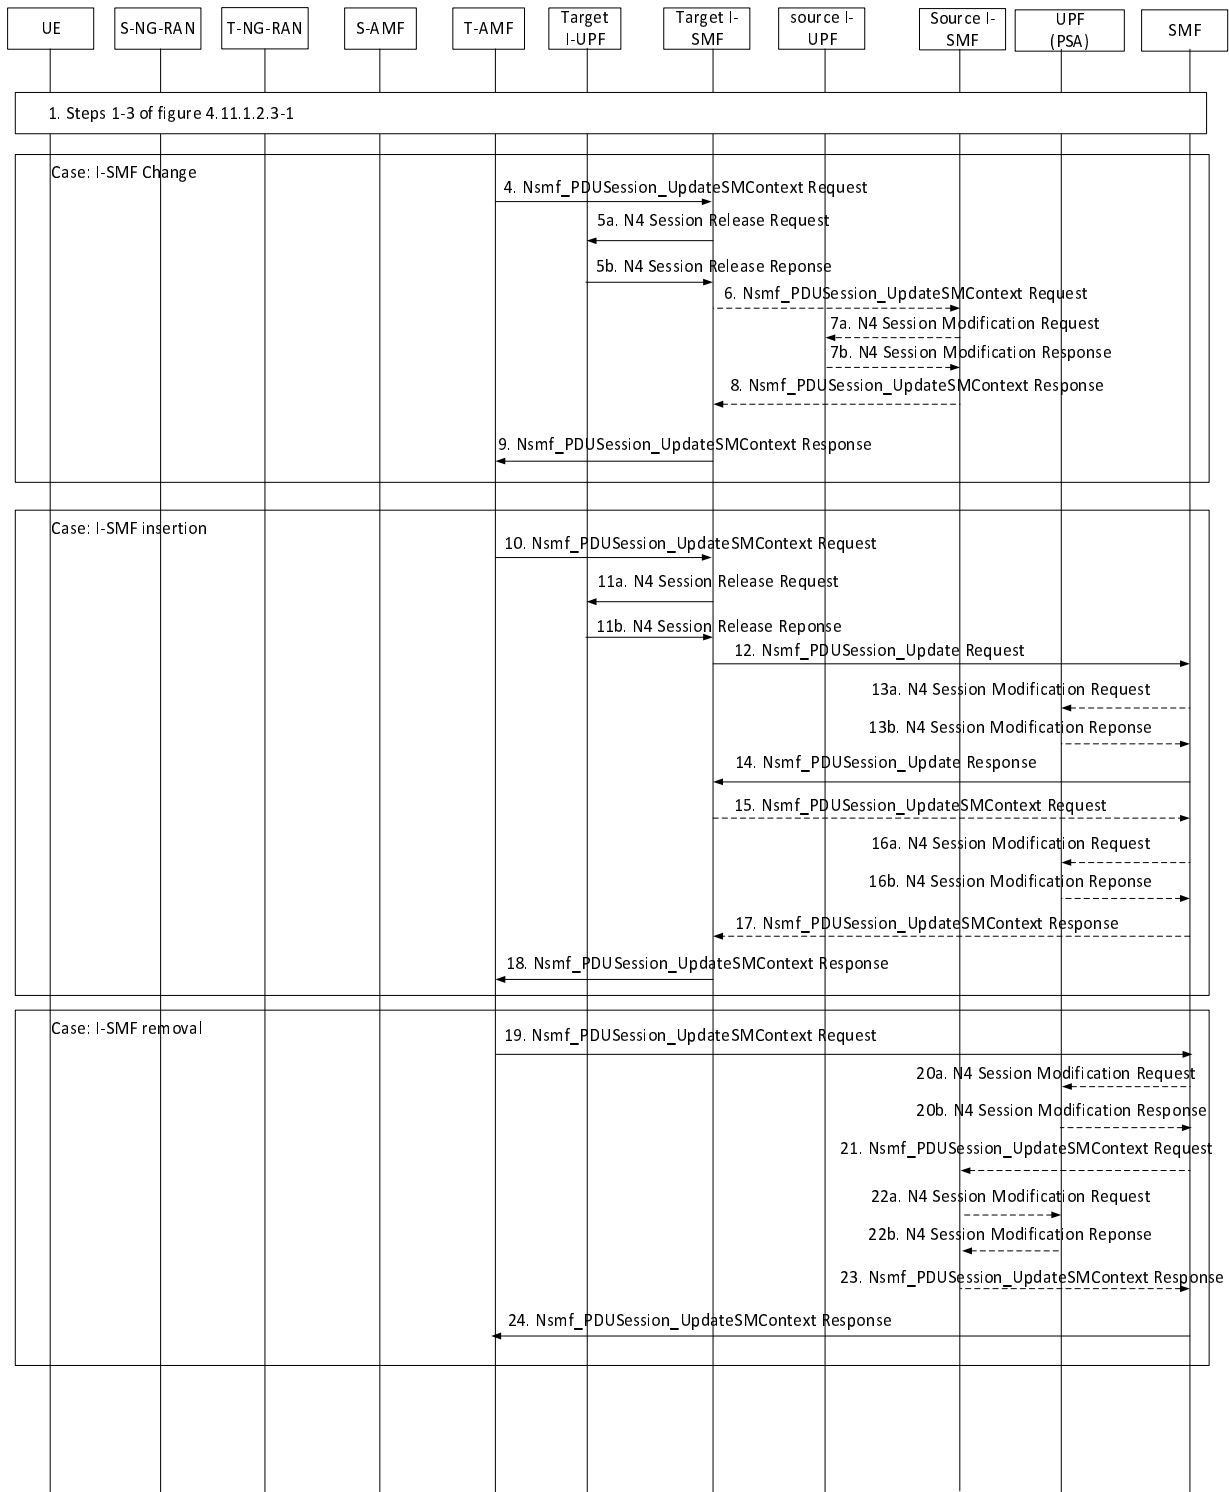 UE
S-NG-RAN
T-NG-RAN
S-AMF
T-AMF
Target
I-UPF
Target I-
SMF
source I-
UPF
Source I-
SMF
UPF
(PSA)
SMF
1. Steps 1-3 of figure 4.11.1.2.3-1
Case: I-SMF Change
4. Nsmf_PDUSession_UpdateSMContext Request
5a. N4 Session Release Request
5b. N4 Session Release Reponse
6. Nsmf_PDUSession_UpdateSMContext Request
7a. N4 Session Modification Request
7b. N4 Session Modification Response
8. Nsmf_PDUSession_UpdateSMContext Response
9. Nsmf_PDUSession_UpdateSMContext Response
Case: I-SMF insertion
10. Nsmf_PDUSession_UpdateSMContext Request
11a. N4 Session Release Request
11b. N4 Session Release Reponse
12. Nsmf_PDUSession_Update Request
13a. N4 Session Modification Request
13b. N4 Session Modification Reponse
14. Nsmf_PDUSession_Update Response
15. Nsmf_PDUSession_UpdateSMContext Request
16a. N4 Session Modification Request
16b. N4 Session Modification Reponse
17. Nsmf_PDUSession_UpdateSMContext Response
18. Nsmf_PDUSession_UpdateSMContext Response
Case: I-SMF removal
19. Nsmf_PDUSession_UpdateSMContext Request
20a. N4 Session Modification Request
20b. N4 Session Modification Response
21. Nsmf_PDUSession_UpdateSMContext Request
22a. N4 Session Modification Request
22b. N4 Session Modification Reponse
23. Nsmf_PDUSession_UpdateSMContext Response
24. Nsmf_PDUSession_UpdateSMContext Response